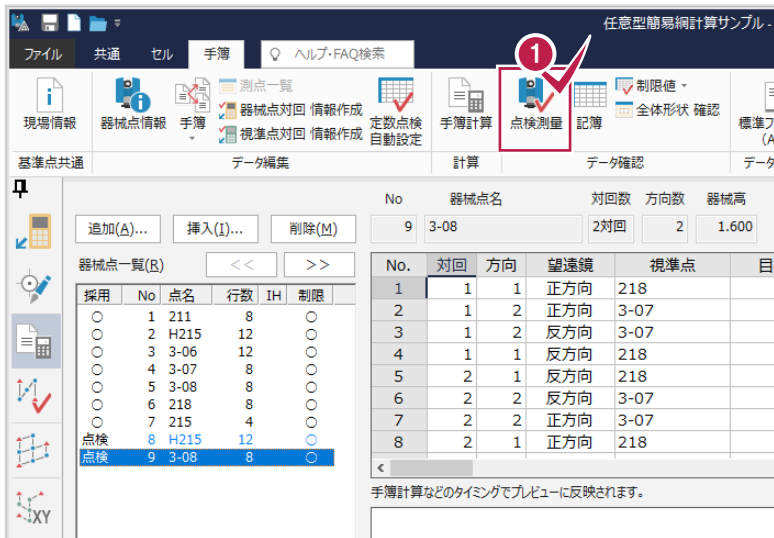 任意型簡易網計算サンプル -
ファイル 共通 セル 手簿 ヘルプ・FAQ検索
1
現場情報 器械点情報 手簿 測点一覧 器械点対回 情報作成 視準点対回 情報作成 定数点検 自動設定 手簿計算 点検測量 記簿 制限値 全体形状 確認
基準点共通 データ編集 計算 データ確認
No 器械点名 対回数 方向数 器械高
追加(A)... 挿入(I)... 削除(M) 9 3-08 2対回 2 1.600
器械点一覧(R) << >>
採用 No 点名 行数 IH 制限
○ 1 211 8 ○
○ 2 H215 12 ○
○ 3 3-06 12 ○
○ 4 3-07 8 ○
○ 5 3-08 8 ○
○ 6 218 8 ○
○ 7 215 4 ○
点検 8 H215 12 ○
点検 9 3-08 8 ○
No. 対回 方向 望遠鏡 視準点
1 1 1 正方向 218
2 1 2 正方向 3-07
3 1 2 反方向 3-07
4 1 1 反方向 218
5 2 1 反方向 218
6 2 2 反方向 3-07
7 2 2 正方向 3-07
8 2 1 正方向 218
手簿計算などのタイミングでプレビューに反映されます。
XY